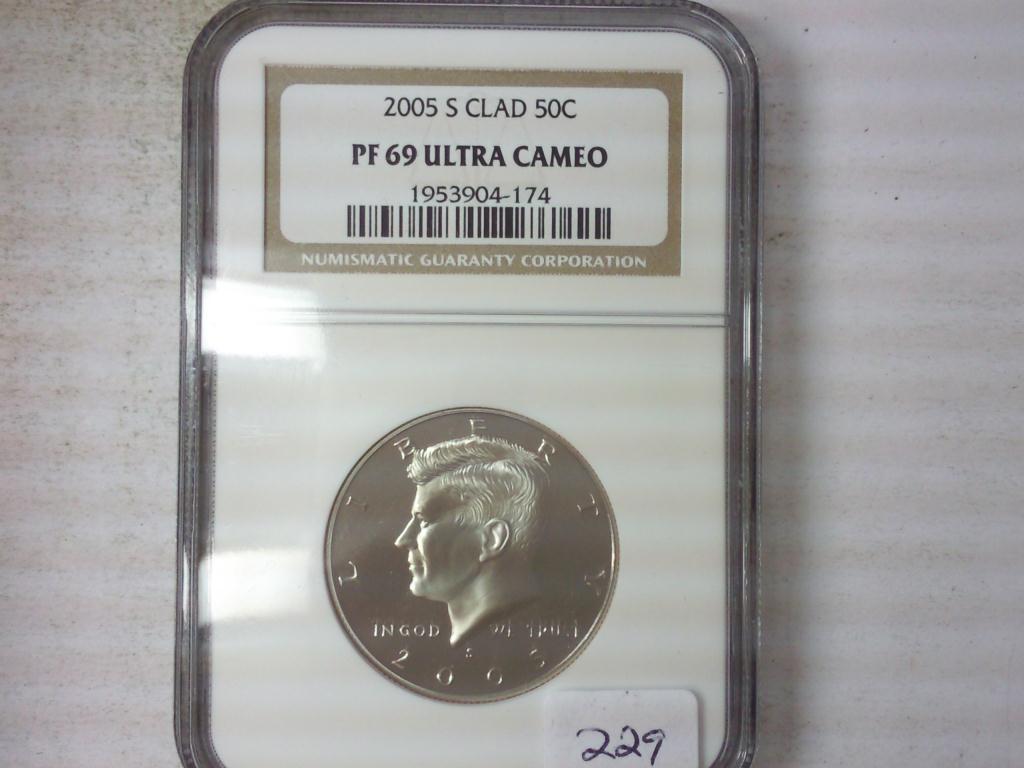 2005 S CLAD 50C
PF 69 ULTRA CAMEO
1953904-174
NUMISMATIC GUARANTY CORPORATION
LIBERTY
IN GOD WE TRUST
S
2005
229